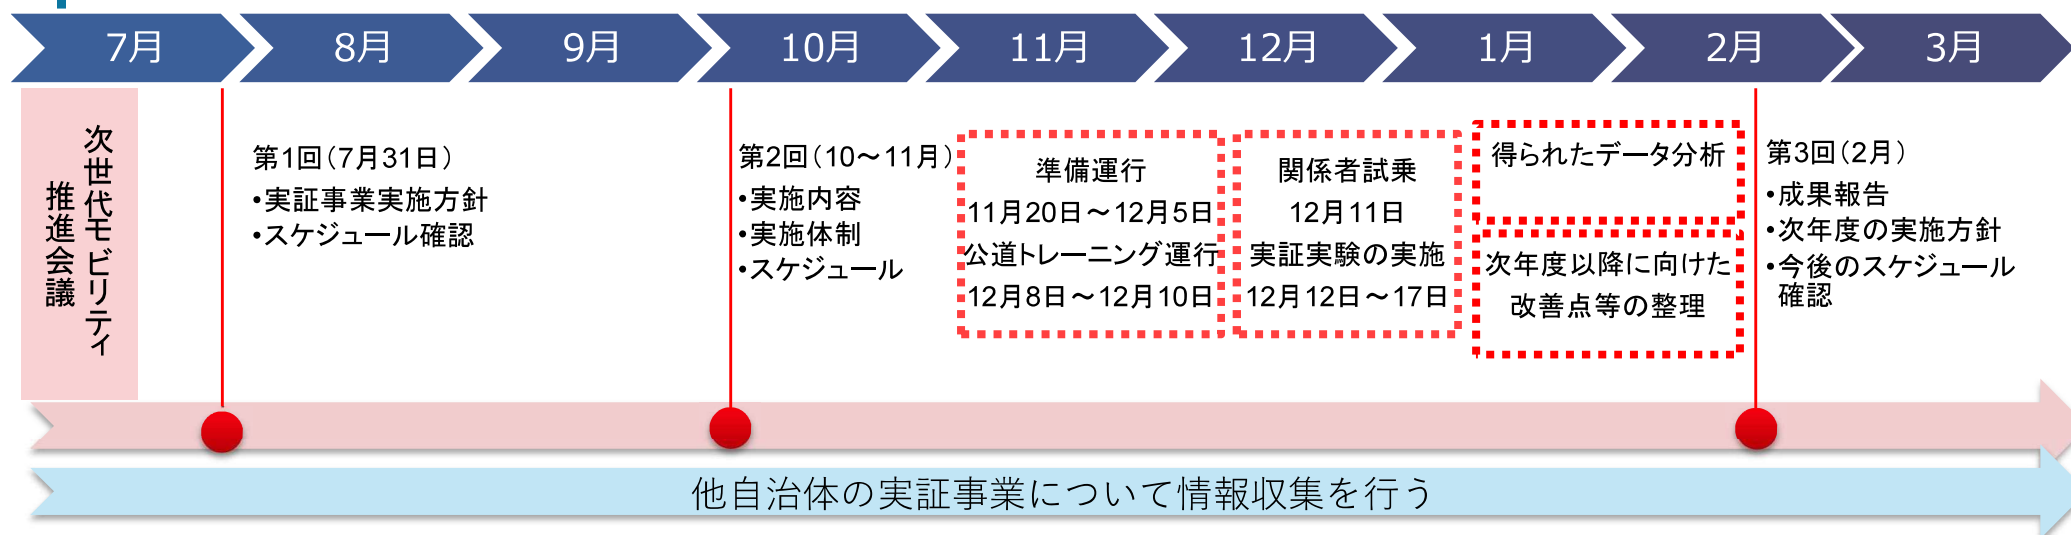 7月
8月
9月
10月
11月
12月
1月
2月
3月
次世代モビリティ
推進会議
第1回（7月31日）
•実証事業実施方針
•スケジュール確認
第2回（10～11月）
•実施内容
•実施体制
•スケジュール
準備運行
11月20日～12月5日
公道トレーニング運行
12月8日～12月10日
関係者試乗
12月11日
実証実験の実施
12月12日～17日
得られたデータ分析
次年度以降に向けた
改善点等の整理
第3回（2月）
•成果報告
•次年度の実施方針
•今後のスケジュール
確認
他自治体の実証事業について情報収集を行う